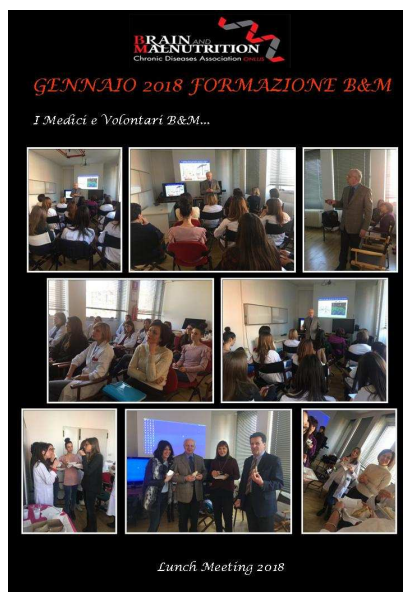 BRAIN AND
MALNUTRITION
Chronic Diseases Association ONLUS
GENNAIO 2018 FORMAZIONE B&M
I Medici e Volontari B&M...
Lunch Meeting 2018